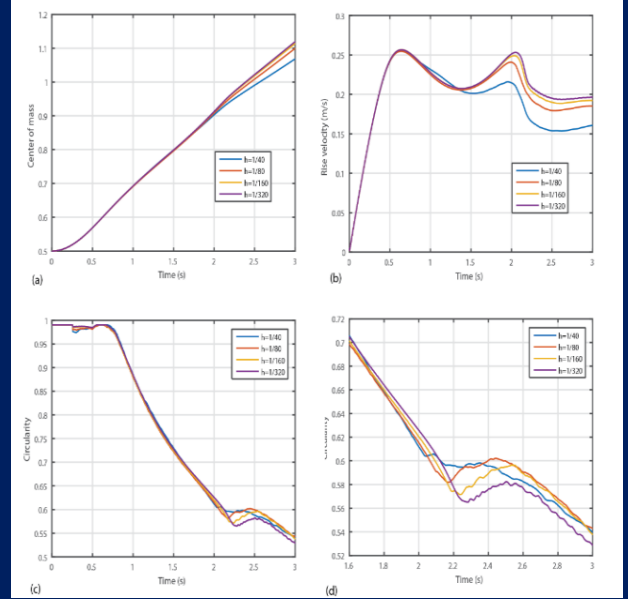 1.2
1.1
1
0.9
0.8
0.7
0.6
0.5
Center of mass
h=1/40
h=1/80
h=1/160
h=1/320
0 0.5 1 1.5 2 2.5 3
Time (s)
(a)
0.3
0.25
0.2
0.15
0.1
0.05
0
Rise velocity (m/s)
h=1/40
h=1/80
h=1/160
h=1/320
0.5 1 1.5 2 2.5 3
Time (s)
(b)
1
0.95
0.9
0.85
0.8
0.75
0.7
0.65
0.6
0.55
0.5
Circularity
h=1/40
h=1/80
h=1/160
h=1/320
0 0.5 1 1.5 2 2.5 3
Time (s)
(c)
0.72
0.7
0.68
0.66
0.64
0.62
0.6
0.58
0.56
0.54
0.52
Circularity
h=1/40
h=1/80
h=1/160
h=1/320
1.6 1.8 2 2.2 2.4 2.6 2.8 3
Time (s)
(d)